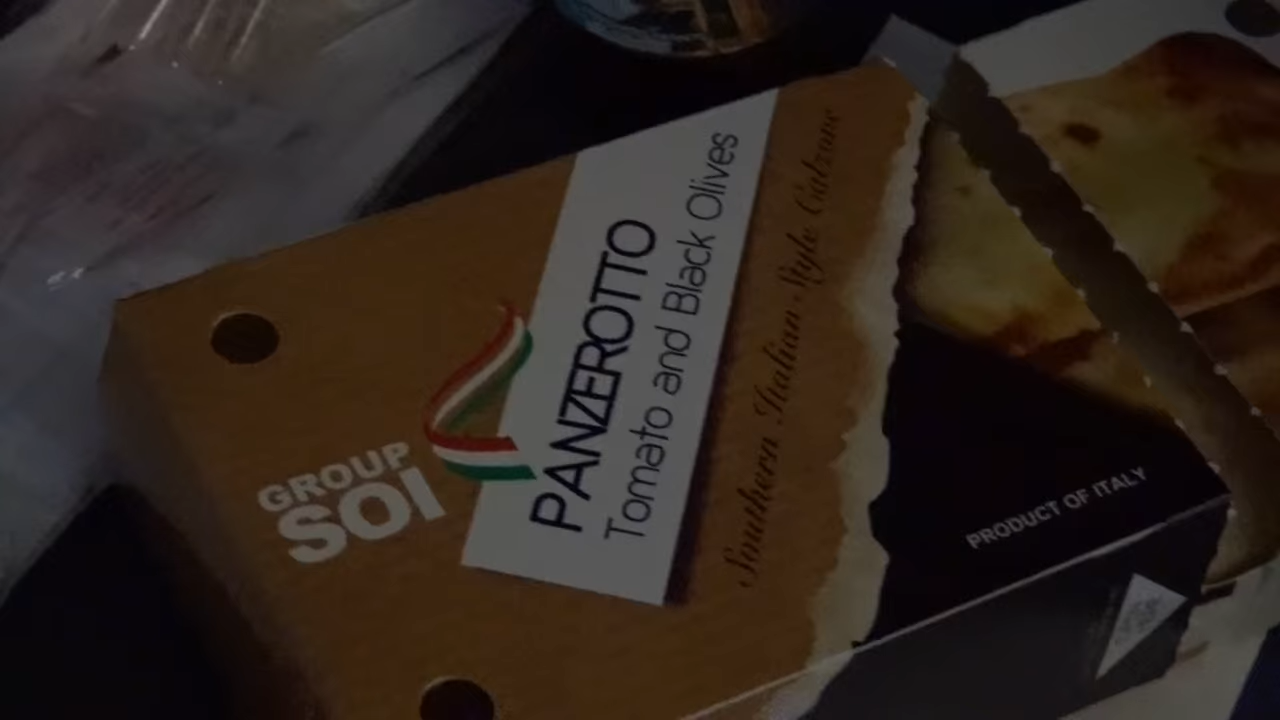 GROUP
SOI
PANZEROTTO
Tomato and Black Olives
Southern Italian-Style Calzone
PRODUCT OF ITALY